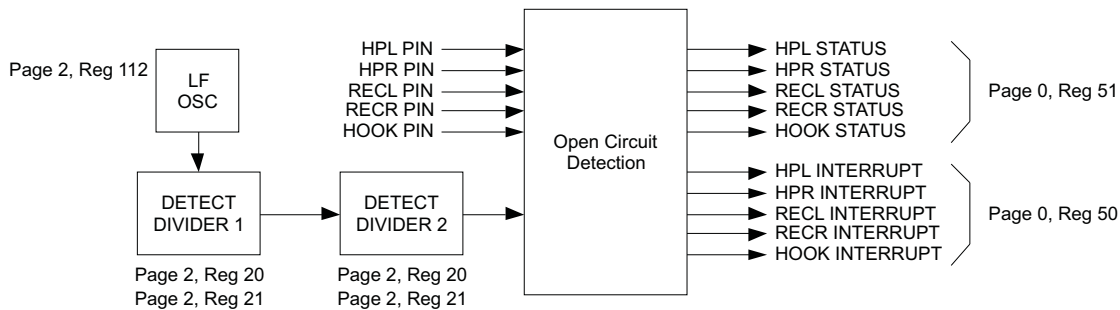 Page 2, Reg 112
LF
OSC
DETECT
DIVIDER 1
Page 2, Reg 20
Page 2, Reg 21
DETECT
DIVIDER 2
Page 2, Reg 20
Page 2, Reg 21
HPL PIN
HPR PIN
RECL PIN
RECR PIN
HOOK PIN
Open Circuit
Detection
HPL STATUS
HPR STATUS
RECL STATUS
RECR STATUS
HOOK STATUS
Page 0, Reg 51
HPL INTERRUPT
HPR INTERRUPT
RECL INTERRUPT
RECR INTERRUPT
HOOK INTERRUPT
Page 0, Reg 50